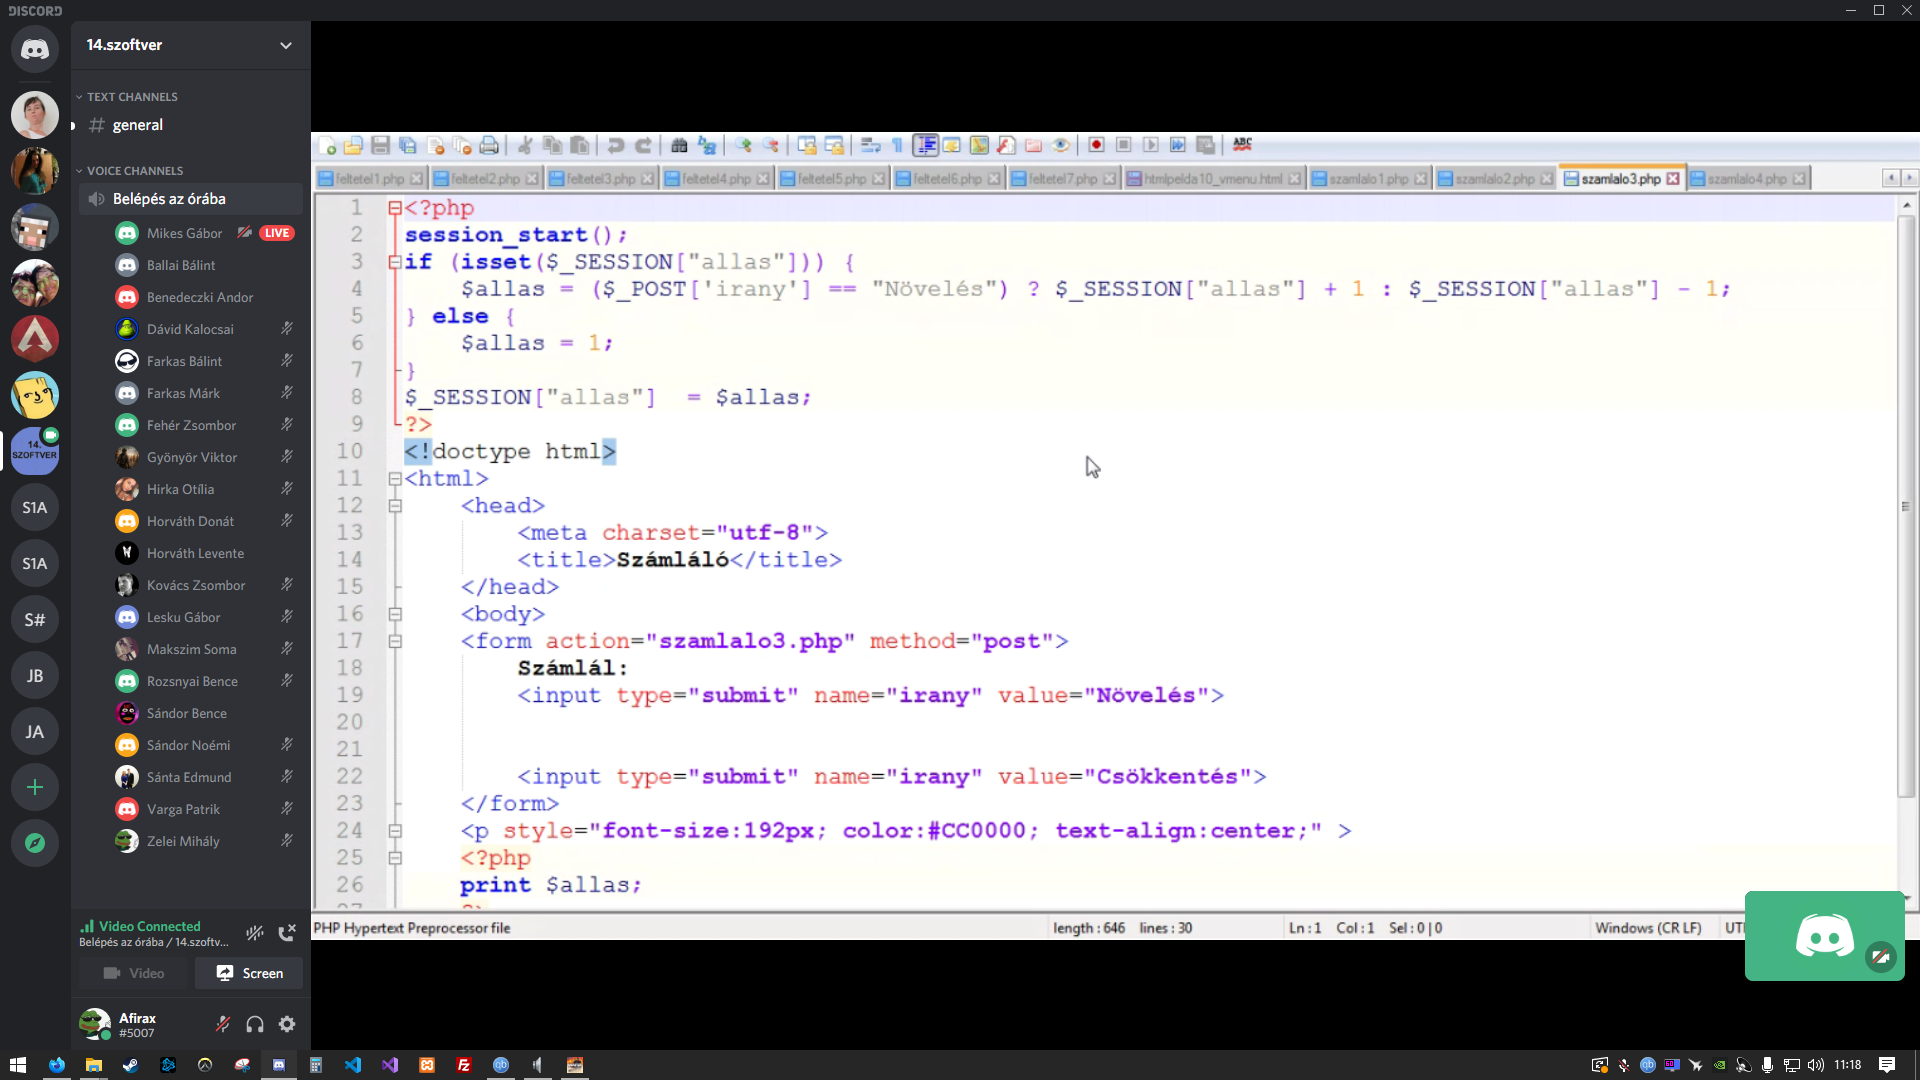 DISCORD
14.szoftver
TEXT CHANNELS
general
VOICE CHANNELS
Belépés az órába
Mikes Gábor LIVE
Ballai Bálint
Benedeczki Andor
Dávid Kalocsai
Farkas Bálint
Farkas Márk
Fehér Zsombor
Gyönyör Viktor
Hirka Otília
Horváth Donát
Horváth Levente
Kovács Zsombor
Lesku Gábor
Makszim Soma
Rozsnyai Bence
Sándor Bence
Sándor Noémi
Sánta Edmund
Varga Patrik
Zelei Mihály
14.
SZOFTVER
S1A
S1A
S#
JB
JA
Video Connected
Belépés az órába / 14.szoftv...
Video
Screen
Afirax
#5007
ABC
feltetel1.php feltetel2.php feltetel3.php feltetel4.php feltetel5.php feltetel6.php feltetel7.php htmlpelda10_vmenu.html szamlalo1.php szamlalo2.php szamlalo3.php szamlalo4.php
1 <?php
2 session_start();
3 if (isset($_SESSION["allas"])) {
4 $allas = ($_POST['irany'] == "Növelés") ? $_SESSION["allas"] + 1 : $_SESSION["allas"] - 1;
5 } else {
6 $allas = 1;
7 }
8 $_SESSION["allas"]  = $allas;
9 ?>
10 <!doctype html>
11 <html>
12 <head>
13 <meta charset="utf-8">
14 <title>Számláló</title>
15 </head>
16 <body>
17 <form action="szamlalo3.php" method="post">
18 Számlál:
19 <input type="submit" name="irany" value="Növelés">
20
21
22 <input type="submit" name="irany" value="Csökkentés">
23 </form>
24 <p style="font-size:192px; color:#CC0000; text-align:center;" >
25 <?php
26 print $allas;
PHP Hypertext Preprocessor file
length : 646 lines : 30
Ln : 1 Col : 1 Sel : 0 | 0
Windows (CR LF)
11:18